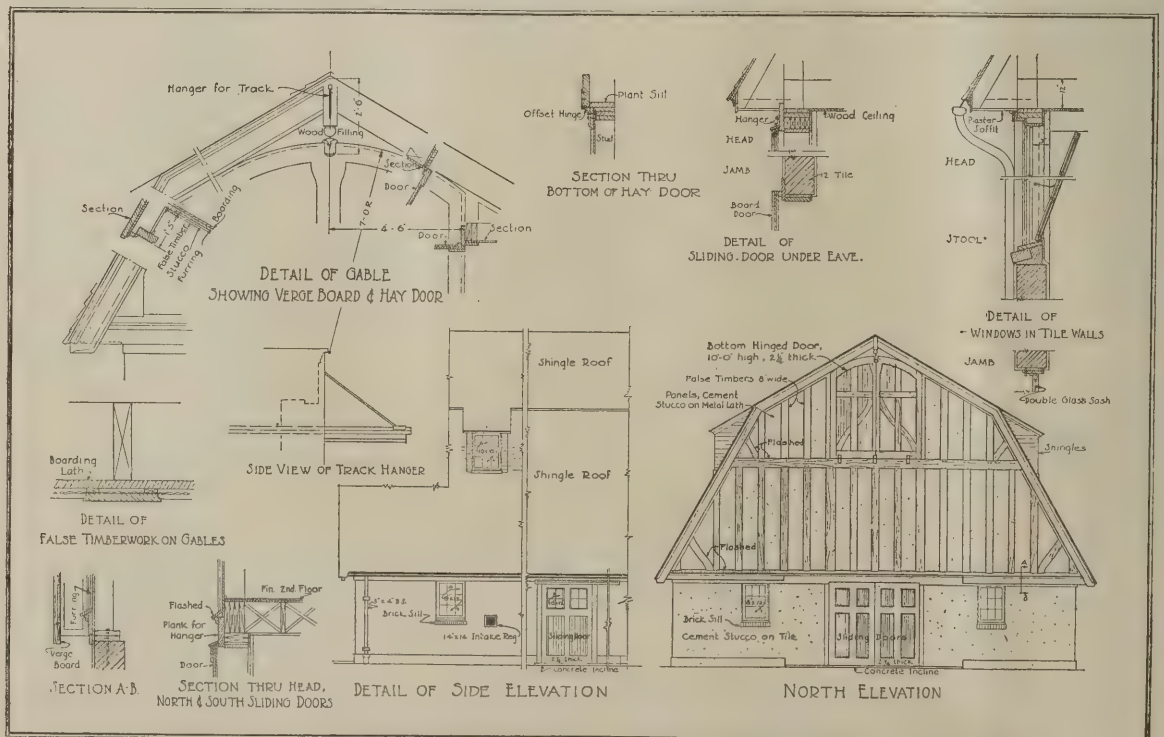 Hanger for Track
2'-6"
Wood Filling
Section
Door
7'-0 R
4'-6"
Door
Section
Section
1'-5"
False Timber
Stucco
Furring
Boarding
DETAIL OF GABLE
SHOWING VERGE BOARD & HAY DOOR
Plant Sill
Offset Hinge
Stud
SECTION THRU
BOTTOM OF HAY DOOR
Hanger
Wood Ceiling
HEAD
JAMB
12 Tile
Board
Door
DETAIL OF
SLIDING DOOR UNDER EAVE.
12"
Plaster
Soffit
HEAD
STOOL
DETAIL OF
WINDOWS IN TILE WALLS
JAMB
Double Glass Sash
Boarding
Lath
DETAIL OF
FALSE TIMBERWORK ON GABLES
SIDE VIEW OF TRACK HANGER
Furring
Verge
Board
SECTION A-B.
Fin. 2nd. Floor
Flashed
Plank for
Hanger
Door
SECTION THRU HEAD,
NORTH & SOUTH SLIDING DOORS
Shingle Roof
Shingle Roof
Brick Sill
14"x14" Intake Reg.
Sliding Door
Concrete Incline
DETAIL OF SIDE ELEVATION
Bottom Hinged Door,
10'-0" high, 2¼ thick
False Timbers 8" wide
Panels, Cement
Stucco on Metal Lath
Flashed
Shingles
Flashed
A
Brick Sill
Cement Stucco on Tile
Sliding Doors
thick
Concrete Incline
NORTH ELEVATION